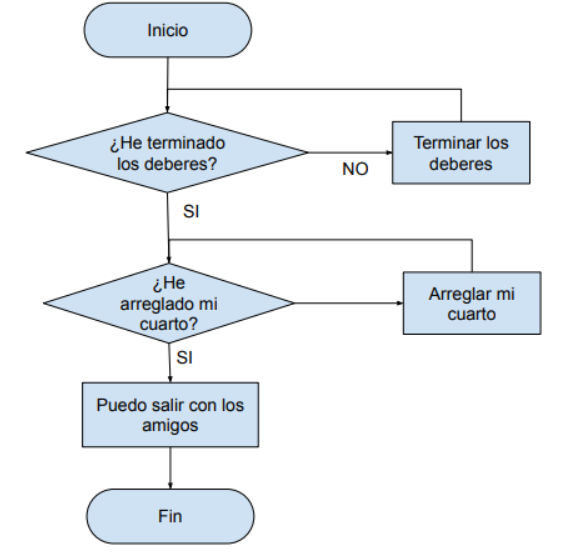 Inicio
¿He terminado
los deberes?
NO
Terminar los
deberes
SI
¿He
arreglado mi
cuarto?
Arreglar mi
cuarto
SI
Puedo salir con los
amigos
Fin